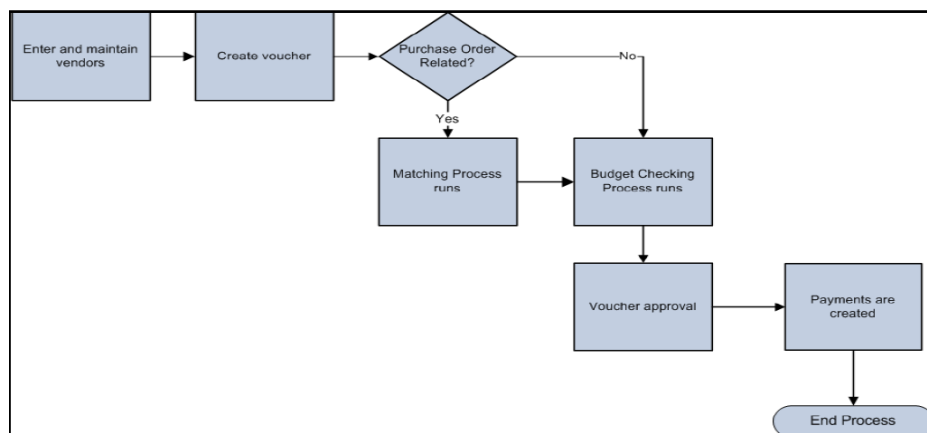 Enter and maintain
vendors
Create voucher
Purchase Order
Related?
No
Yes
Matching Process
runs
Budget Checking
Process runs
Voucher approval
Payments are
created
End Process